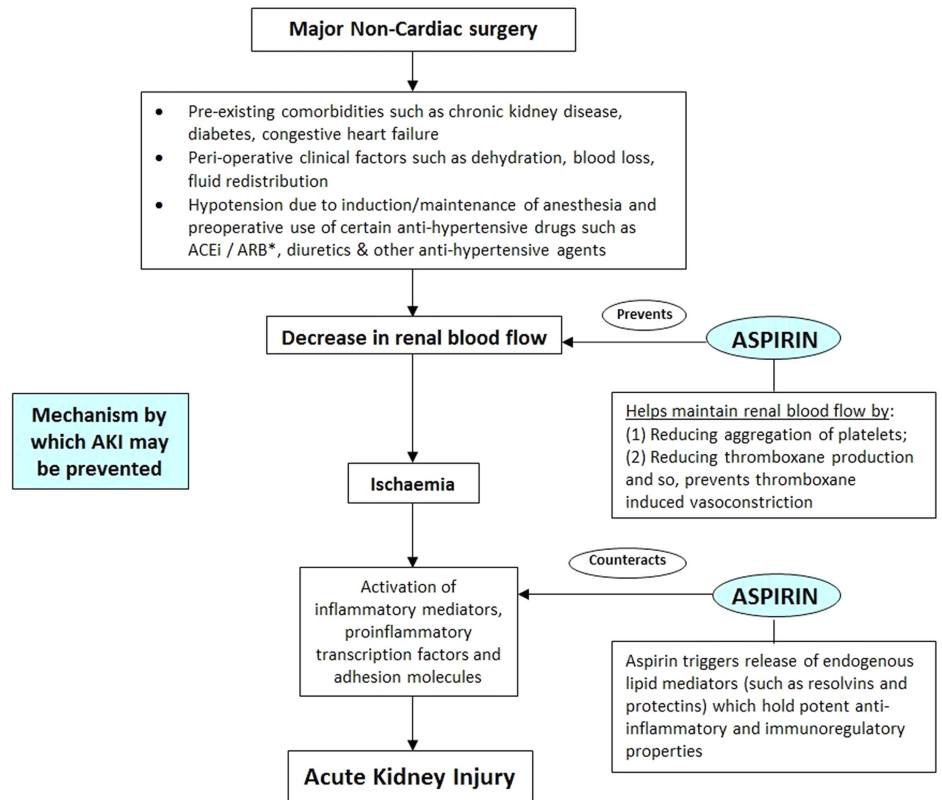 Major Non-Cardiac surgery
• Pre-existing comorbidities such as chronic kidney disease,
diabetes, congestive heart failure
• Peri-operative clinical factors such as dehydration, blood loss,
fluid redistribution
• Hypotension due to induction/maintenance of anesthesia and
preoperative use of certain anti-hypertensive drugs such as
ACEi / ARB*, diuretics & other anti-hypertensive agents
Decrease in renal blood flow
Prevents
ASPIRIN
Helps maintain renal blood flow by:
(1) Reducing aggregation of platelets;
(2) Reducing thromboxane production
and so, prevents thromboxane
induced vasoconstriction
Mechanism by
which AKI may
be prevented
Ischaemia
Activation of
inflammatory mediators,
proinflammatory
transcription factors and
adhesion molecules
Counteracts
ASPIRIN
Aspirin triggers release of endogenous
lipid mediators (such as resolvins and
protectins) which hold potent anti-
inflammatory and immunoregulatory
properties
Acute Kidney Injury